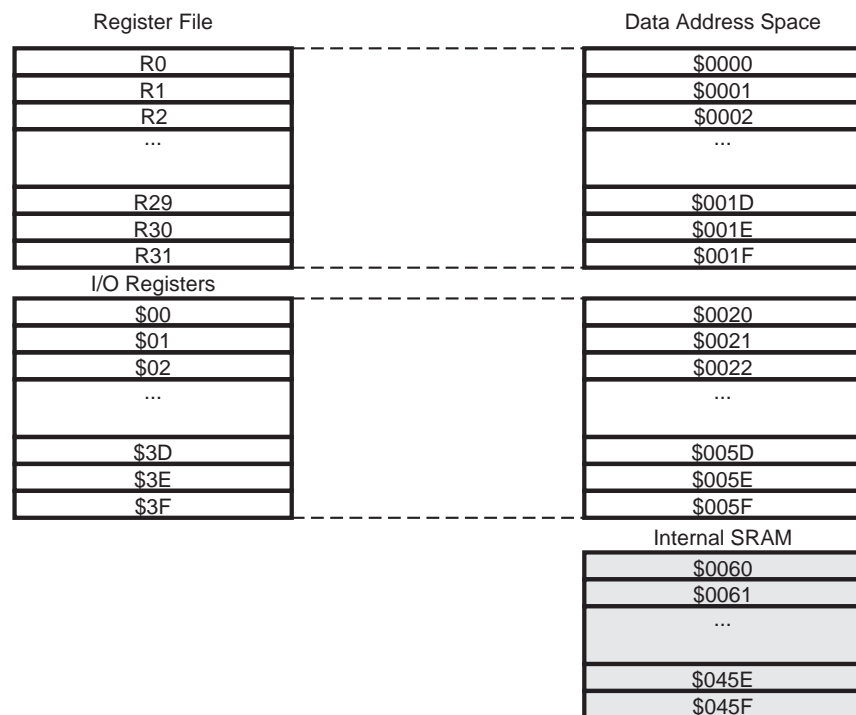 Register File
Data Address Space
R0
$0000
R1
$0001
R2
$0002
...
...
R29
$001D
R30
$001E
R31
$001F
I/O Registers
$00
$0020
$01
$0021
$02
$0022
...
...
$3D
$005D
$3E
$005E
$3F
$005F
Internal SRAM
$0060
$0061
...
$045E
$045F